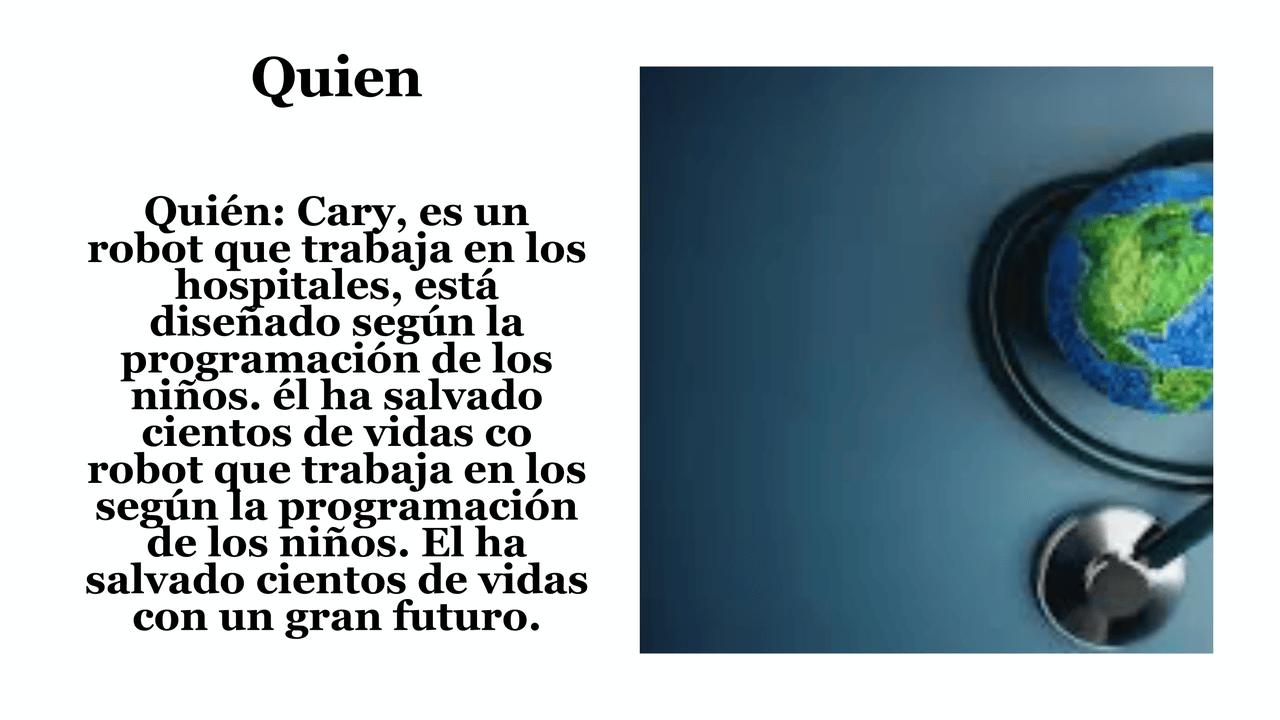 Quien
Quién: Cary, es un
robot que trabaja en los
hospitales, está
diseñado según la
programación de los
niños. él ha salvado
cientos de vidas co
robot que trabaja en los
según la programación
de los niños. El ha
salvado cientos de vidas
con un gran futuro.